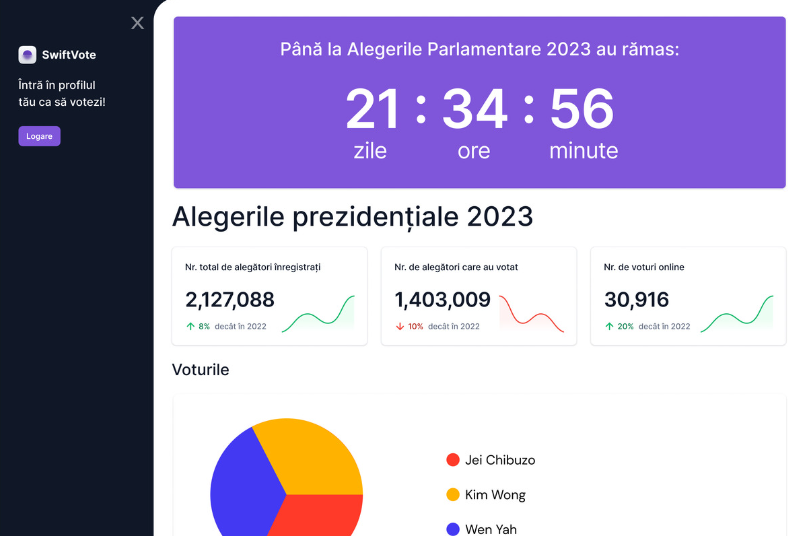 X
SwiftVote
Întră în profilul
tău ca să votezi!
Logare
Până la Alegerile Parlamentare 2023 au rămas:
21 : 34 : 56
zile ore minute
Alegerile prezidențiale 2023
Nr. total de alegători înregistrați
2,127,088
8% decât în 2022
Nr. de alegători care au votat
1,403,009
10% decât în 2022
Nr. de voturi online
30,916
20% decât în 2022
Voturile
Jei Chibuzo
Kim Wong
Wen Yah